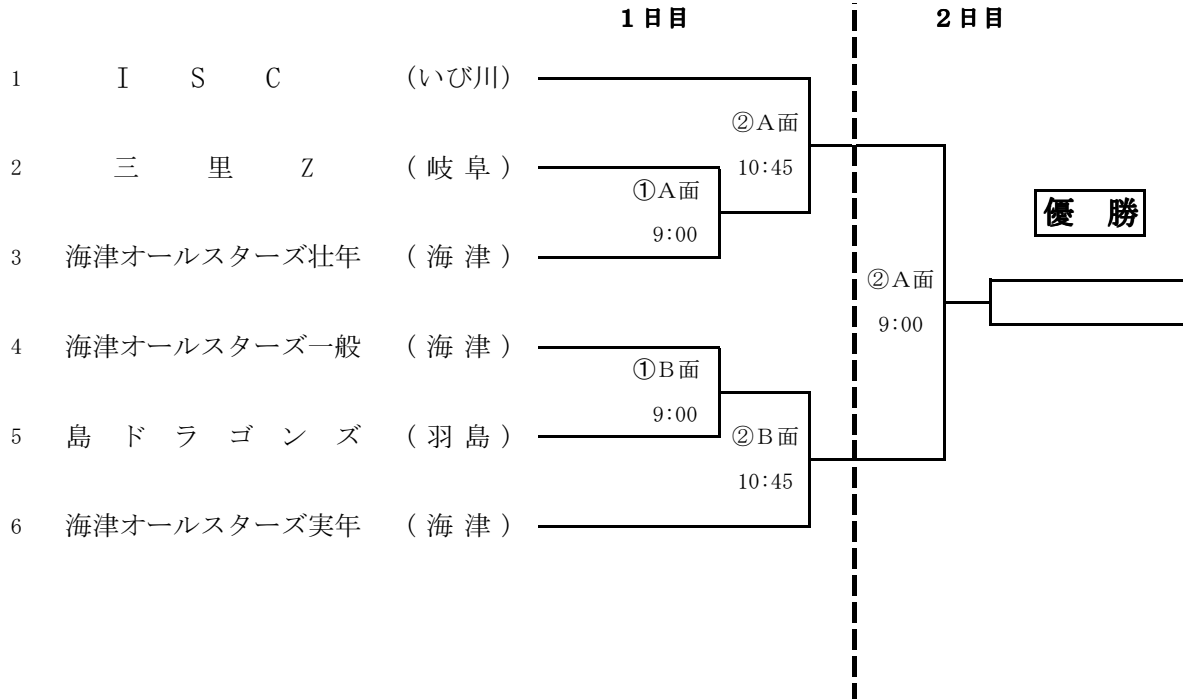 1日目 2日目
1 I S C (いび川)
②A面
10:45
2 三 里 Z (岐阜)
①A面
9:00
3 海津オールスターズ壮年 (海津)
優 勝
②A面
9:00
4 海津オールスターズ一般 (海津)
①B面
9:00
5 島ドラゴンズ (羽島)
②B面
10:45
6 海津オールスターズ実年 (海津)